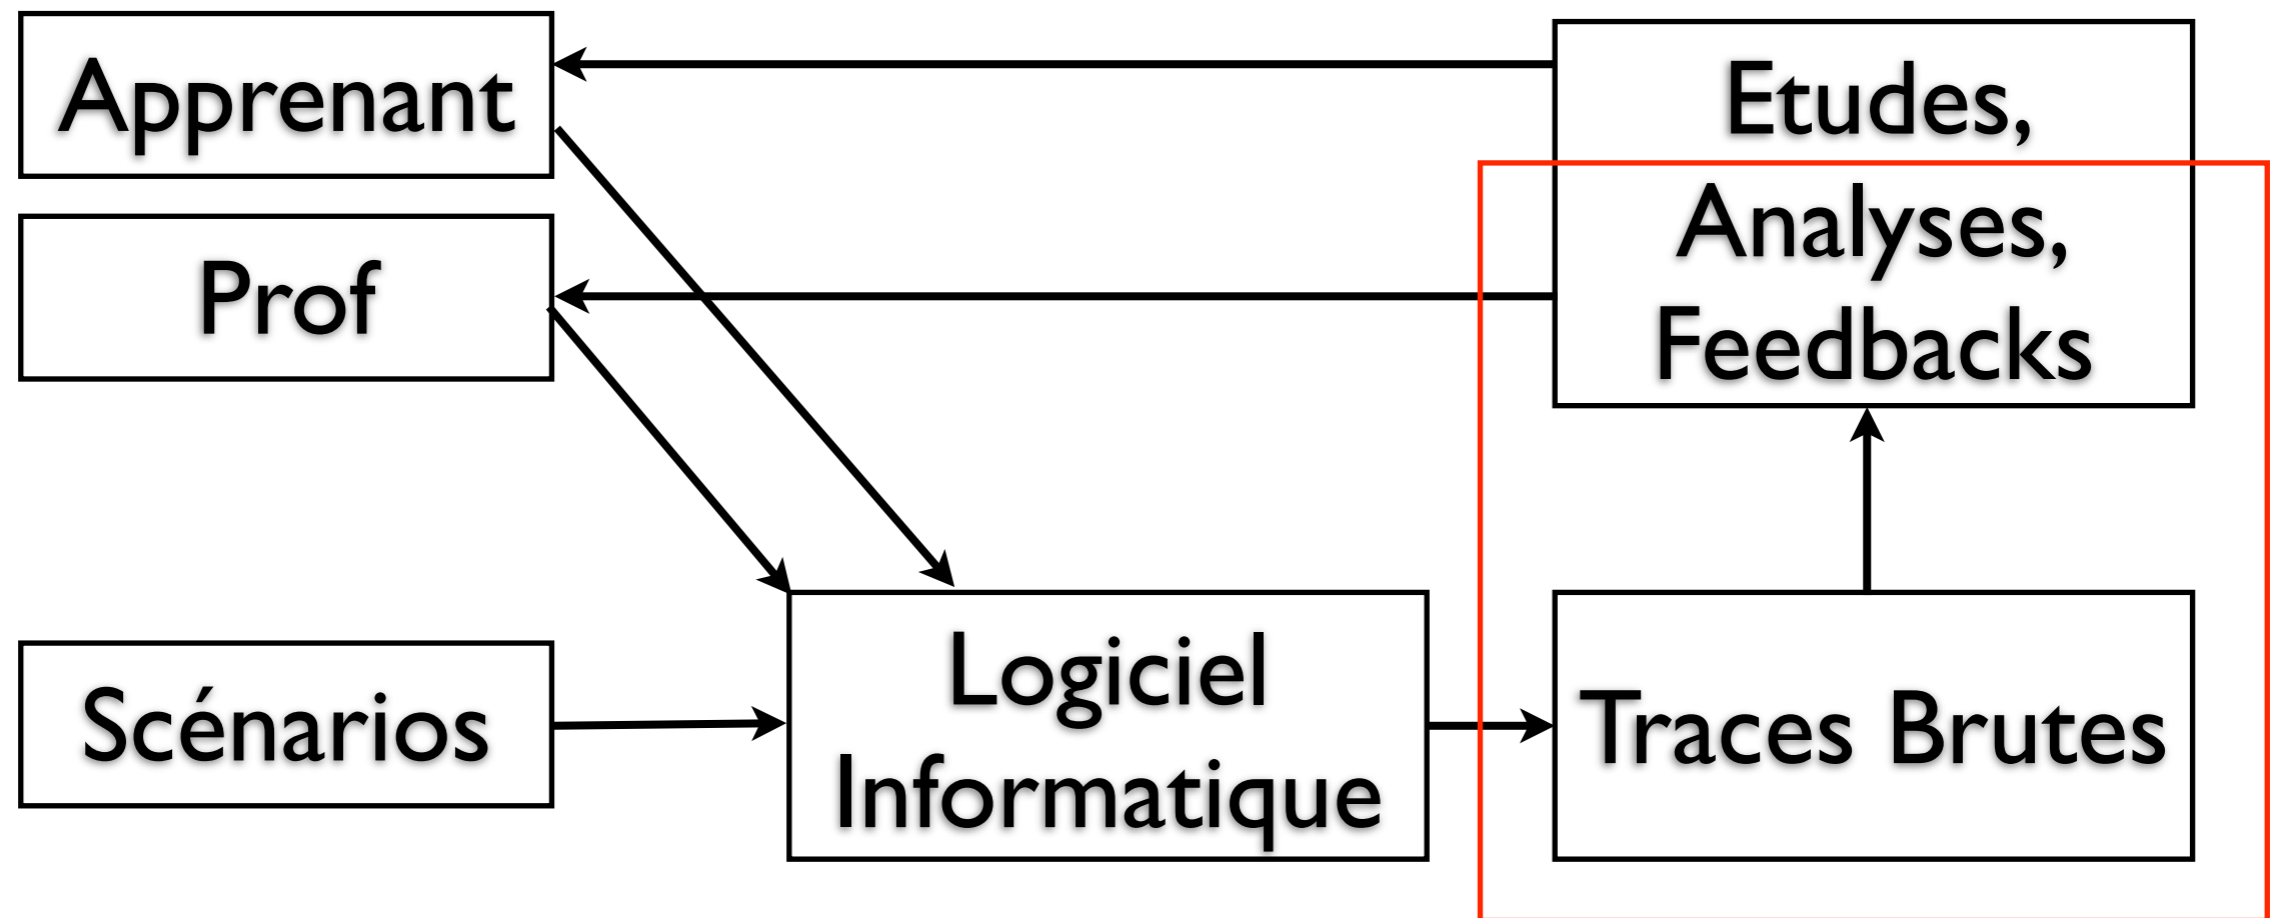 Apprenant
Prof
Scénarios
Logiciel
Informatique
Etudes,
Analyses,
Feedbacks
Traces Brutes